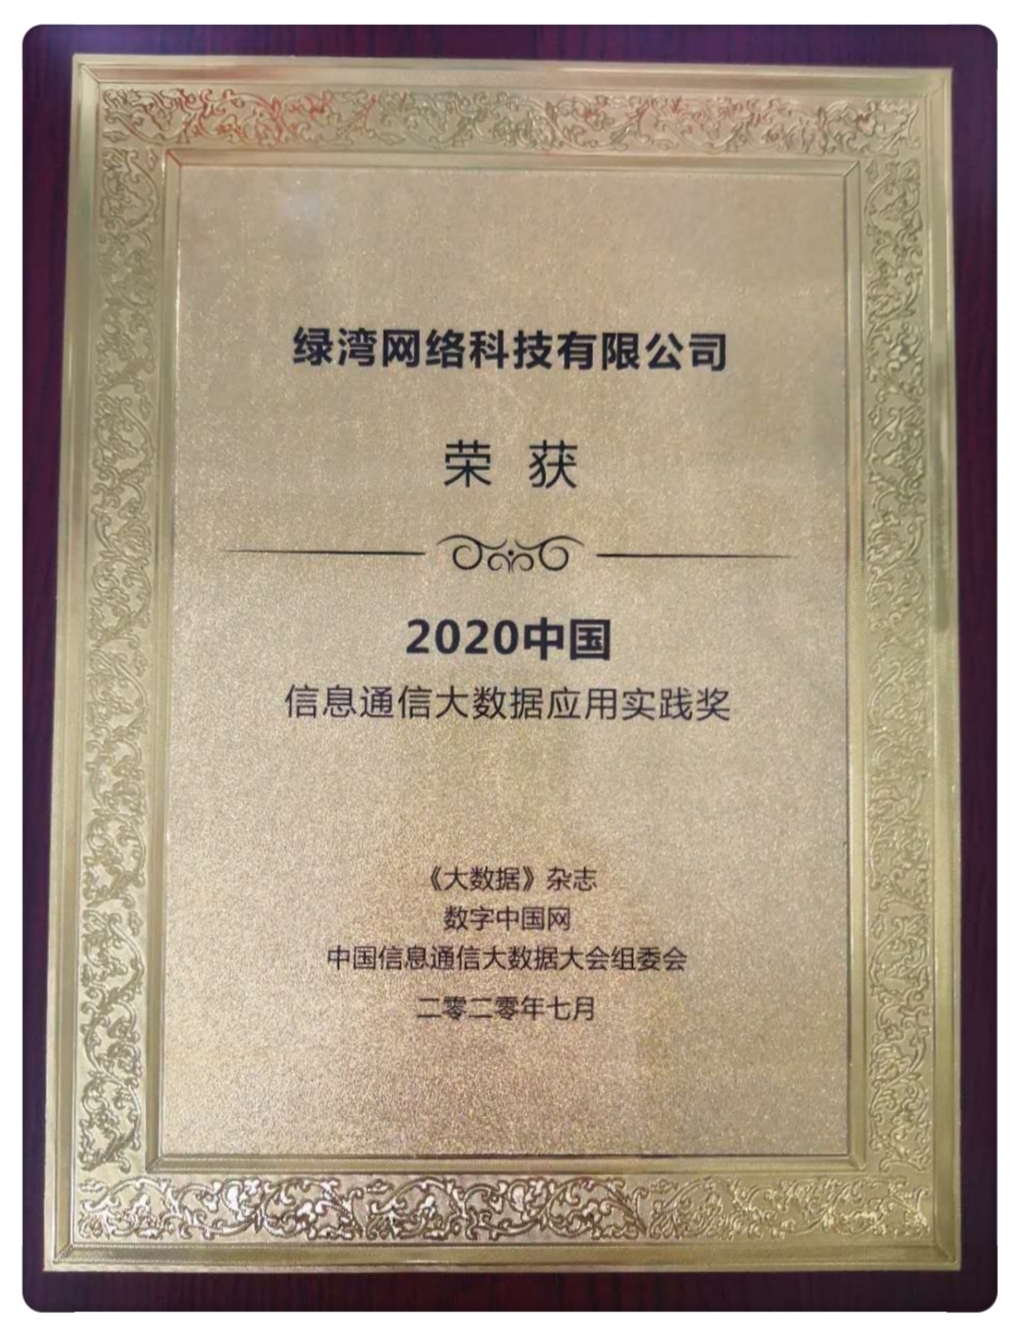 绿湾网络科技有限公司
荣 获
2020中国
信息通信大数据应用实践奖
《大数据》杂志
数字中国网
中国信息通信大数据大会组委会
二零二零年七月